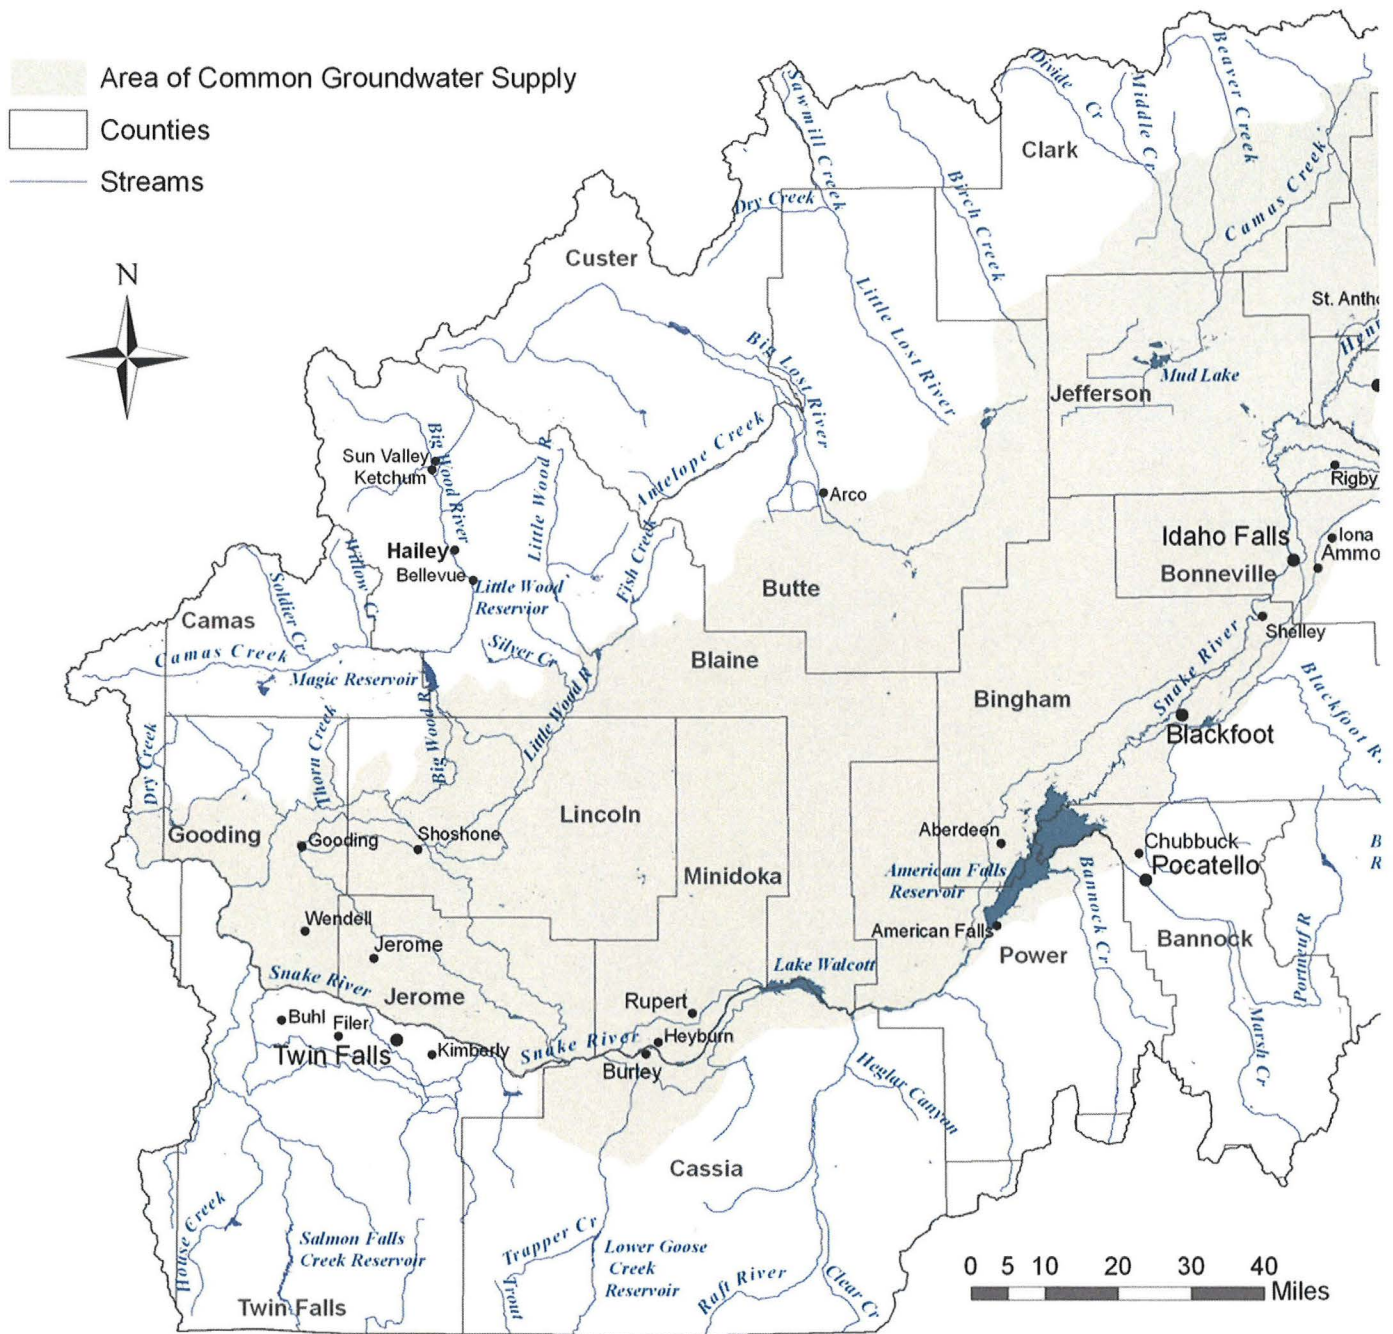 Area of Common Groundwater Supply
Counties
Streams
N
Sawmill Creek
Divide Cr
Middle Cr
Beaver Creek
Clark
Birch Creek
Camas Creek
Dry Creek
Custer
Little Lost River
St. Antho
Henr
Big Lost River
Mud Lake
Jefferson
Big Wood River
Sun Valley
Ketchum
Little Wood R
Antelope Creek
Arco
Rigby
Hailey
Bellevue
Willow Cr
Fish Creek
Idaho Falls
Iona
Ammo
Bonneville
Little Wood
Reservior
Butte
Soldier Cr
Camas
Shelley
Camas Creek
Silver Cr
Blaine
Snake River
Magic Reservoir
Bingham
Blackfoot R.
Big Wood R
Little Wood R
Blackfoot
Dry Creek
Thorn Creek
Lincoln
Gooding
Gooding
Shoshone
Aberdeen
Chubbuck
Pocatello
B
R
Minidoka
American Falls
Reservoir
Bannock Cr
Wendell
American Falls
Jerome
Power
Bannock
Portneuf R
Lake Walcott
Snake River
Jerome
Rupert
Buhl
Filer
Twin Falls
Kimberly
Snake River
Heyburn
Burley
Marsh Cr
Heglar Canyon
Cassia
House Creek
Salmon Falls
Creek Reservoir
Trapper Cr
Lower Goose
Creek
Reservoir
Trout
Raft River
Clear Cr
Twin Falls
0 5 10 20 30 40
Miles